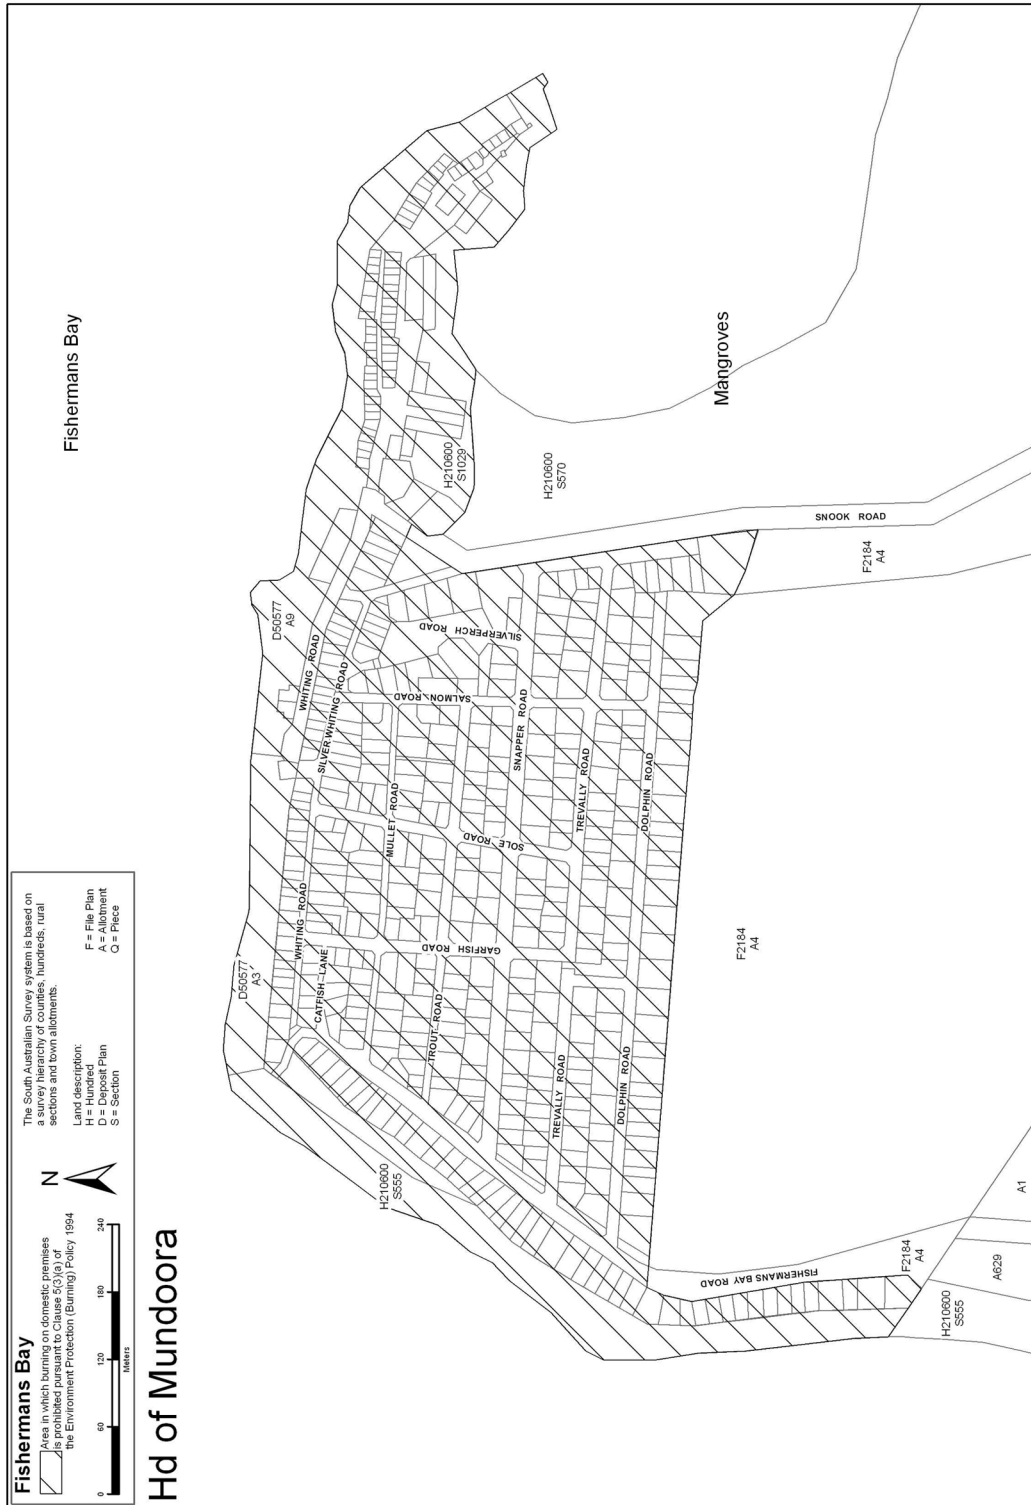 Fishermans Bay
Area in which burning on domestic premises
is prohibited pursuant to Clause 5(3)(a) of
the Environment Protection (Burning) Policy 1994
0 60 120 180 240
Meters
N
The South Australian Survey system is based on
a survey hierarchy of counties, hundreds, rural
sections and town allotments.
Land description:
H = Hundred
D = Deposit Plan
S = Section
F = File Plan
A = Allotment
Q = Piece
Hd of Mundoora
Fishermans Bay
Mangroves
D50577
A3
D50577
A9
H210600
S1029
H210600
S570
H210600
S555
WHITING ROAD
WHITING ROAD
SILVER WHITING ROAD
CATFISH LANE
MULLET ROAD
TROUT ROAD
GARFISH ROAD
SOLE ROAD
SALMON ROAD
SILVERPERCH ROAD
SNAPPER ROAD
TREVALLY ROAD
TREVALLY ROAD
DOLPHIN ROAD
DOLPHIN ROAD
SNOOK ROAD
F2184
A4
F2184
A4
FISHERMANS BAY ROAD
F2184
A4
H210600
S555
A629
A1